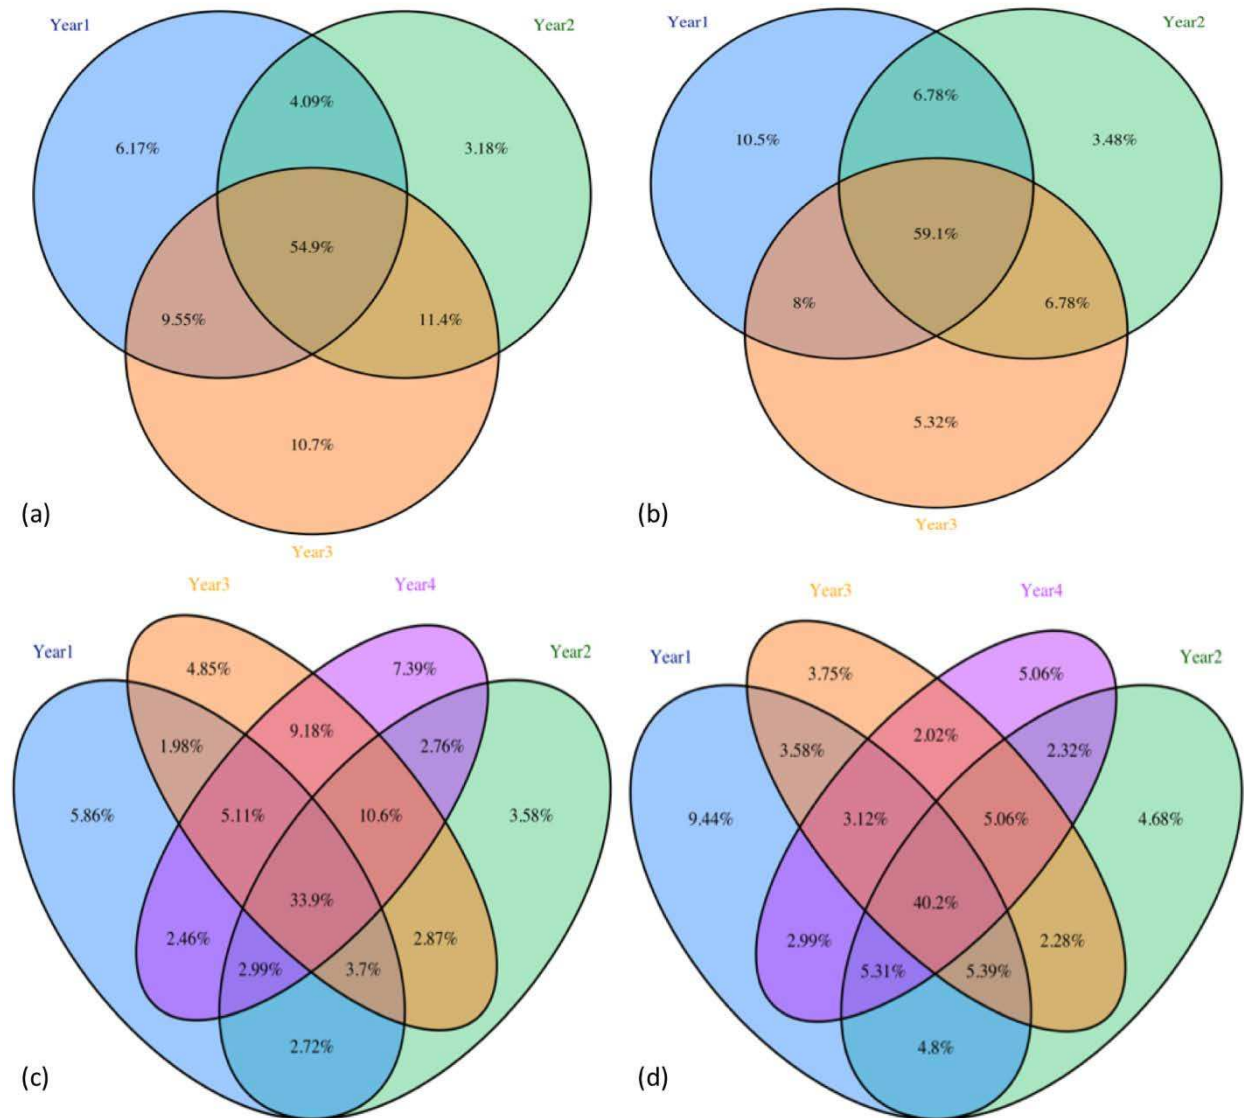 Year1
Year2
4.09%
6.17%
3.18%
54.9%
9.55%
11.4%
10.7%
(a)
Year3
Year1
Year2
6.78%
10.5%
3.48%
59.1%
8%
6.78%
5.32%
(b)
Year3
Year3
Year4
Year1
Year2
4.85%
7.39%
9.18%
1.98%
2.76%
5.86%
5.11%
10.6%
3.58%
33.9%
2.46%
2.87%
2.99%
3.7%
2.72%
(c)
Year3
Year4
Year1
Year2
3.75%
5.06%
2.02%
3.58%
2.32%
9.44%
3.12%
5.06%
4.68%
40.2%
2.99%
2.28%
5.31%
5.39%
4.8%
(d)